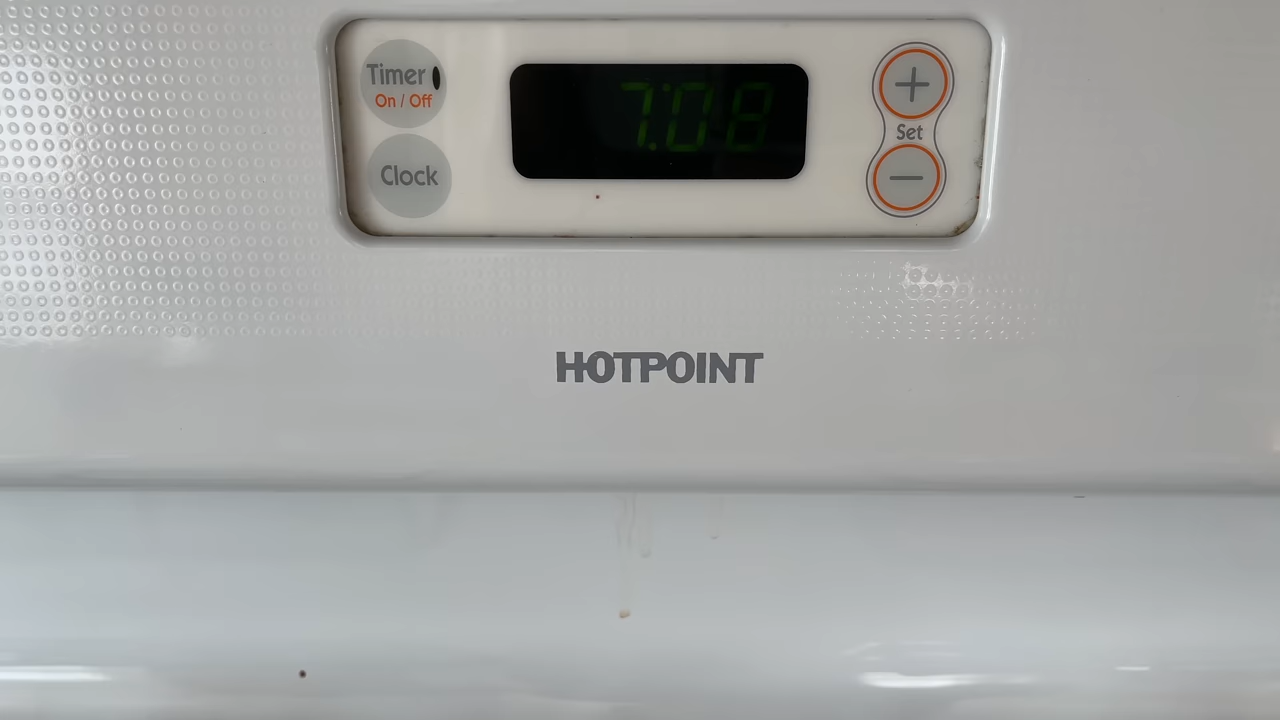 Timer
On / Off
Clock
7:08
+
Set
−
HOTPOINT